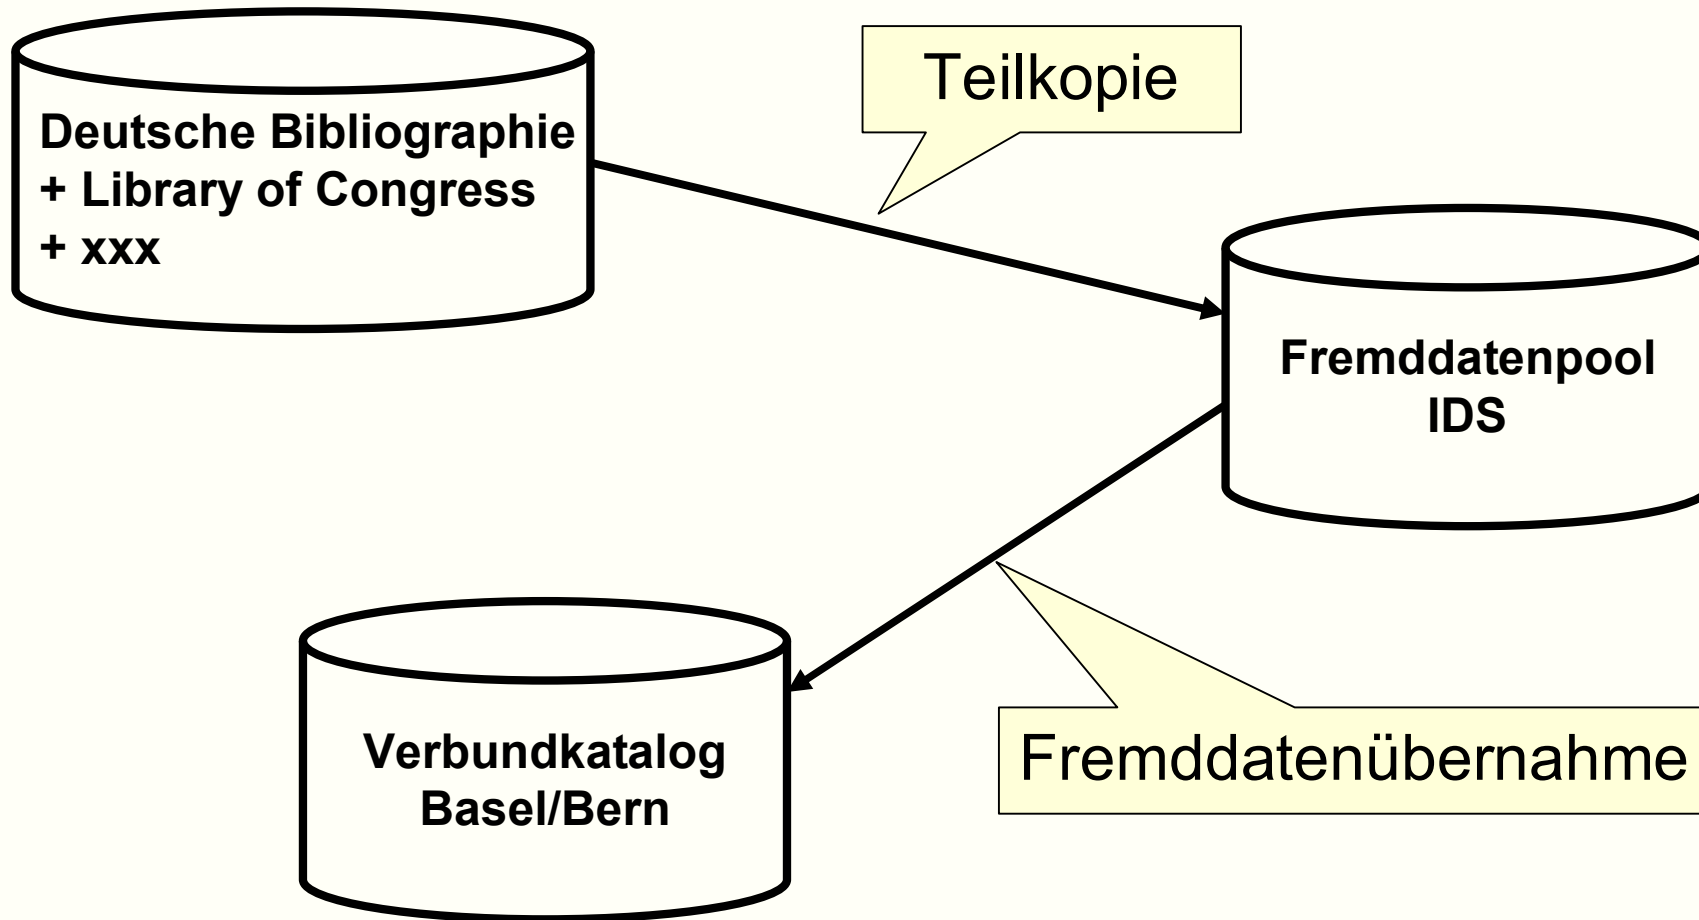 Teilkopie
Deutsche Bibliographie
+ Library of Congress
+ xxx
Fremddatenpool
IDS
Verbundkatalog
Basel/Bern
Fremddatenübernahme